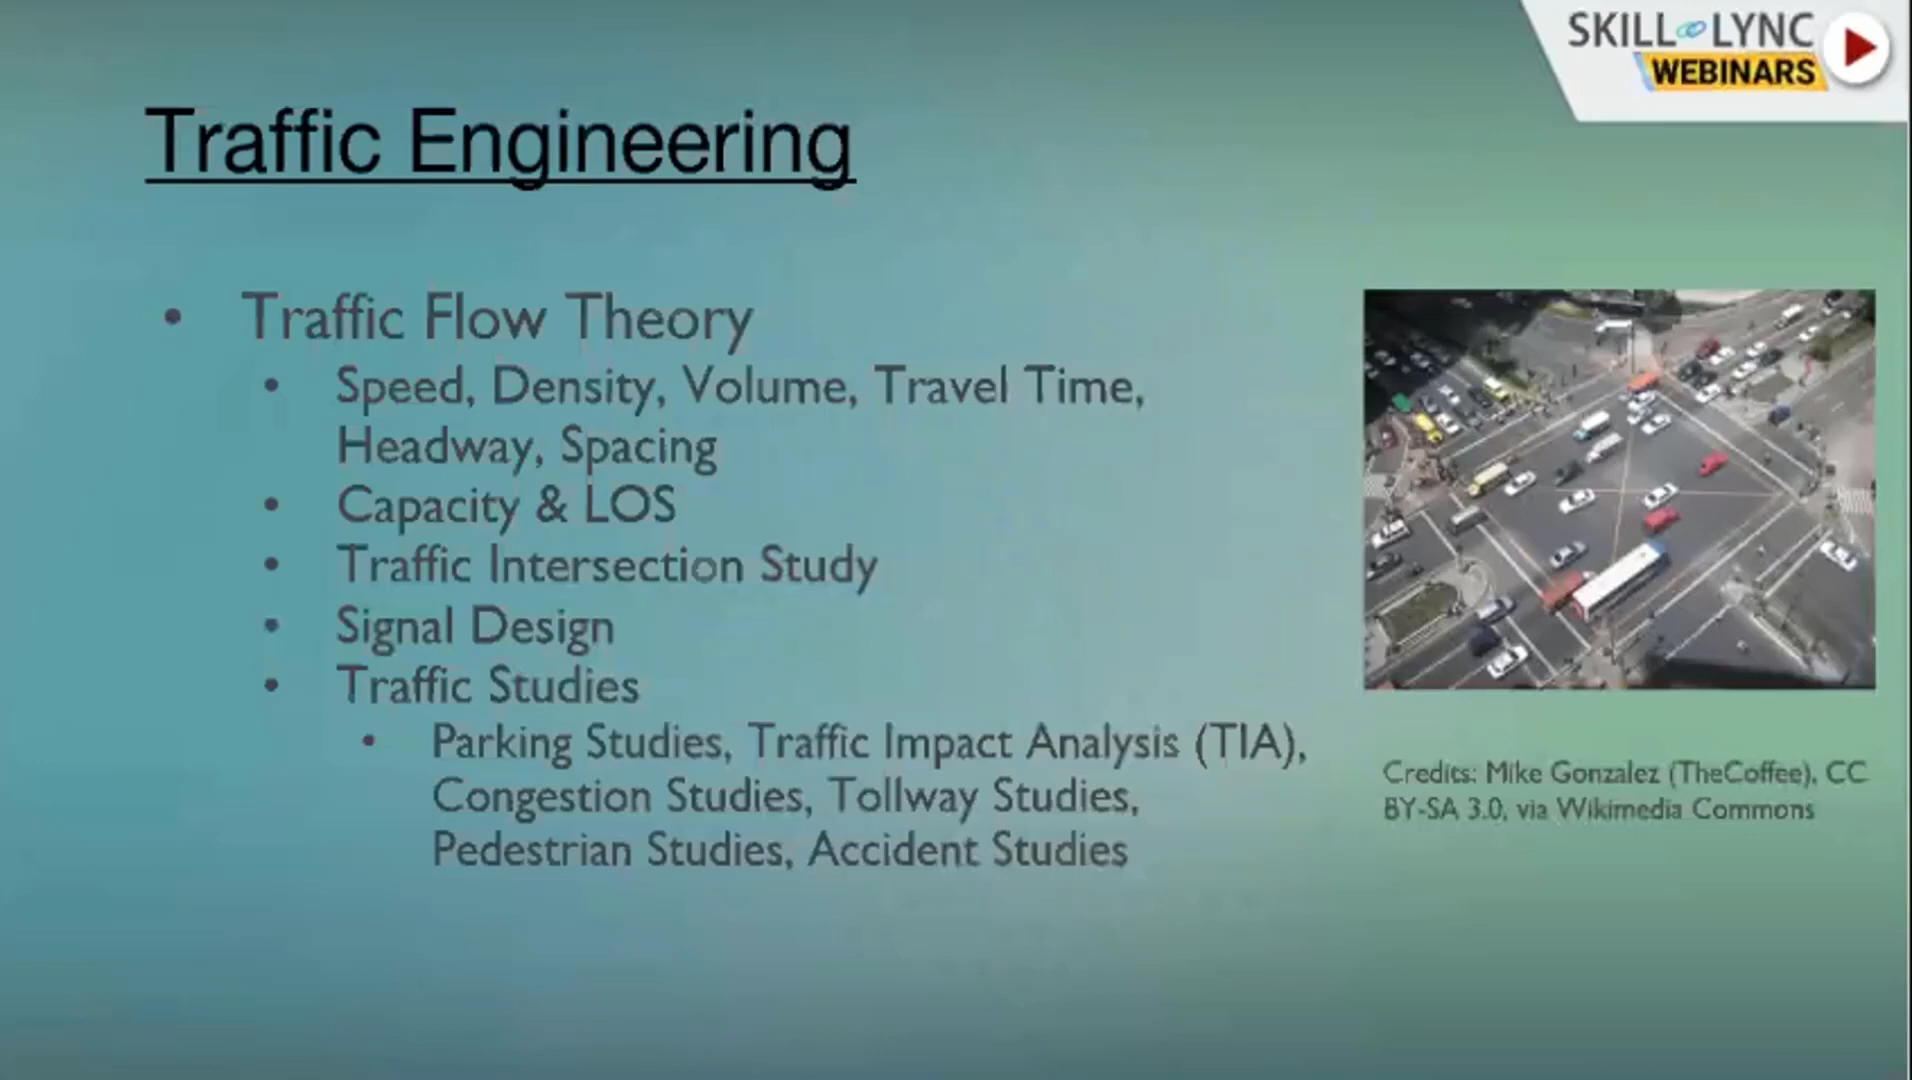 SKILL LYNC
WEBINARS
Traffic Engineering
• Traffic Flow Theory
• Speed, Density, Volume, Travel Time,
Headway, Spacing
• Capacity & LOS
• Traffic Intersection Study
• Signal Design
• Traffic Studies
• Parking Studies, Traffic Impact Analysis (TIA),
Congestion Studies, Tollway Studies,
Pedestrian Studies, Accident Studies
Credits: Mike Gonzalez (TheCoffee), CC
BY-SA 3.0, via Wikimedia Commons